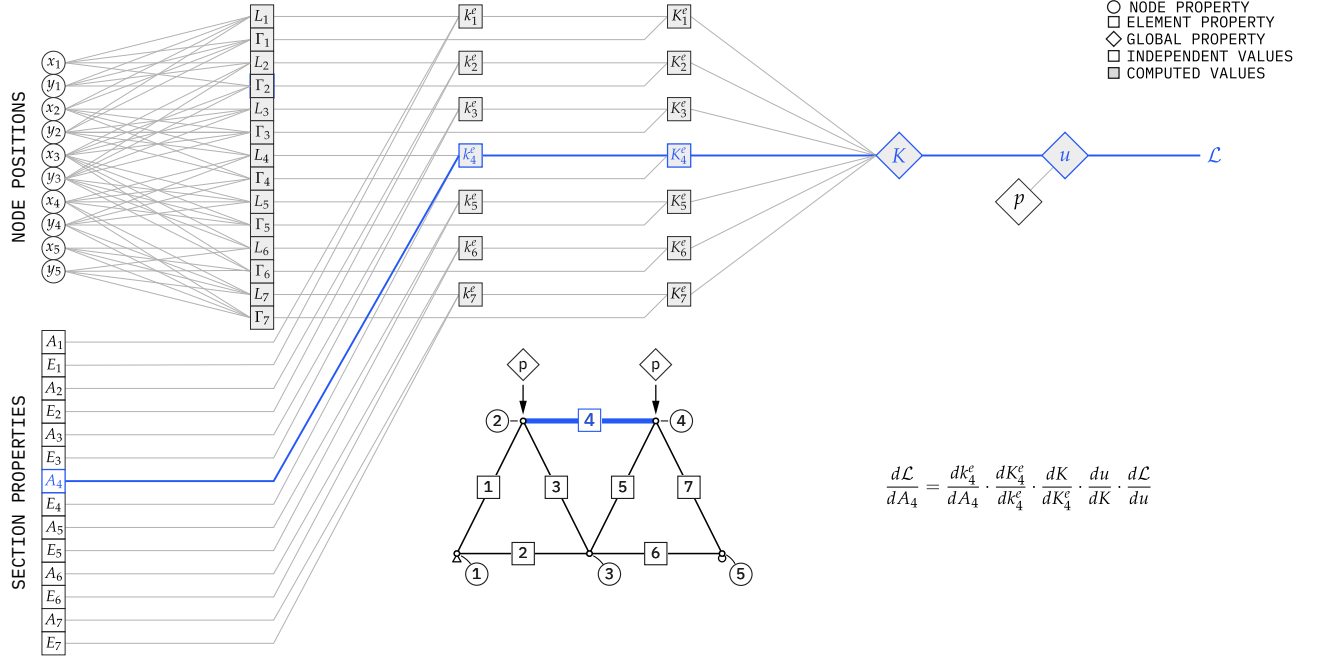 NODE PROPERTY
ELEMENT PROPERTY
GLOBAL PROPERTY
INDEPENDENT VALUES
COMPUTED VALUES
NODE POSITIONS
x₁
y₁
x₂
y₂
x₃
y₃
x₄
y₄
x₅
y₅
L₁
Γ₁
L₂
Γ₂
L₃
Γ₃
L₄
Γ₄
L₅
Γ₅
L₆
Γ₆
L₇
Γ₇
k₁ᵉ
k₂ᵉ
k₃ᵉ
k₄ᵉ
k₅ᵉ
k₆ᵉ
k₇ᵉ
K₁ᵉ
K₂ᵉ
K₃ᵉ
K₄ᵉ
K₅ᵉ
K₆ᵉ
K₇ᵉ
K
u
ℒ
p
SECTION PROPERTIES
A₁
E₁
A₂
E₂
A₃
E₃
A₄
E₄
A₅
E₅
A₆
E₆
A₇
E₇
p p
2 4 4
1 3 5 7
2 6
1 3 5
dℒ/dA₄ = dk₄ᵉ/dA₄ · dK₄ᵉ/dk₄ᵉ · dK/dK₄ᵉ · du/dK · dℒ/du